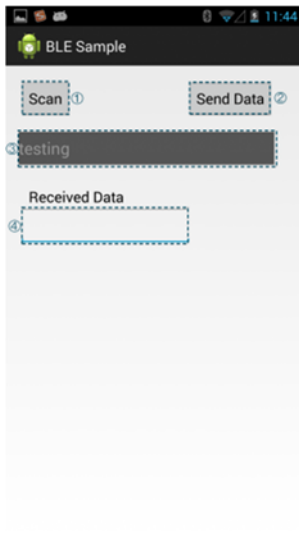 11:44
BLE Sample
Scan ① Send Data ②
③ testing
Received Data
④